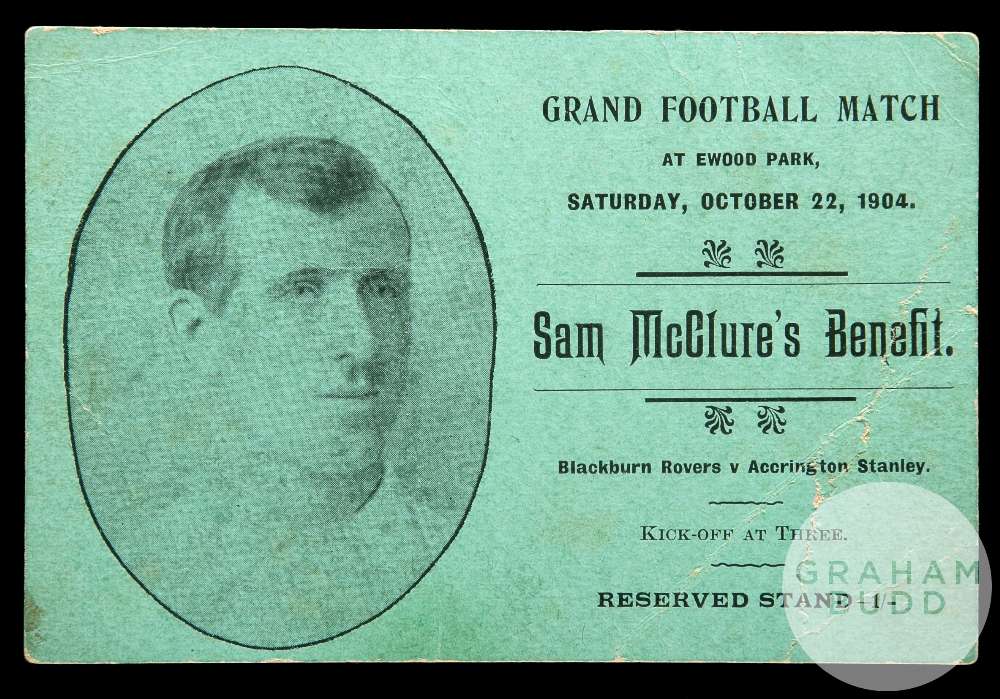 GRAND FOOTBALL MATCH
AT EWOOD PARK,
SATURDAY, OCTOBER 22, 1904.
Sam McClure's Benefit.
Blackburn Rovers v Accrington Stanley.
KICK-OFF AT THREE.
RESERVED STAND - 1/-
GRAHAM
BUDD